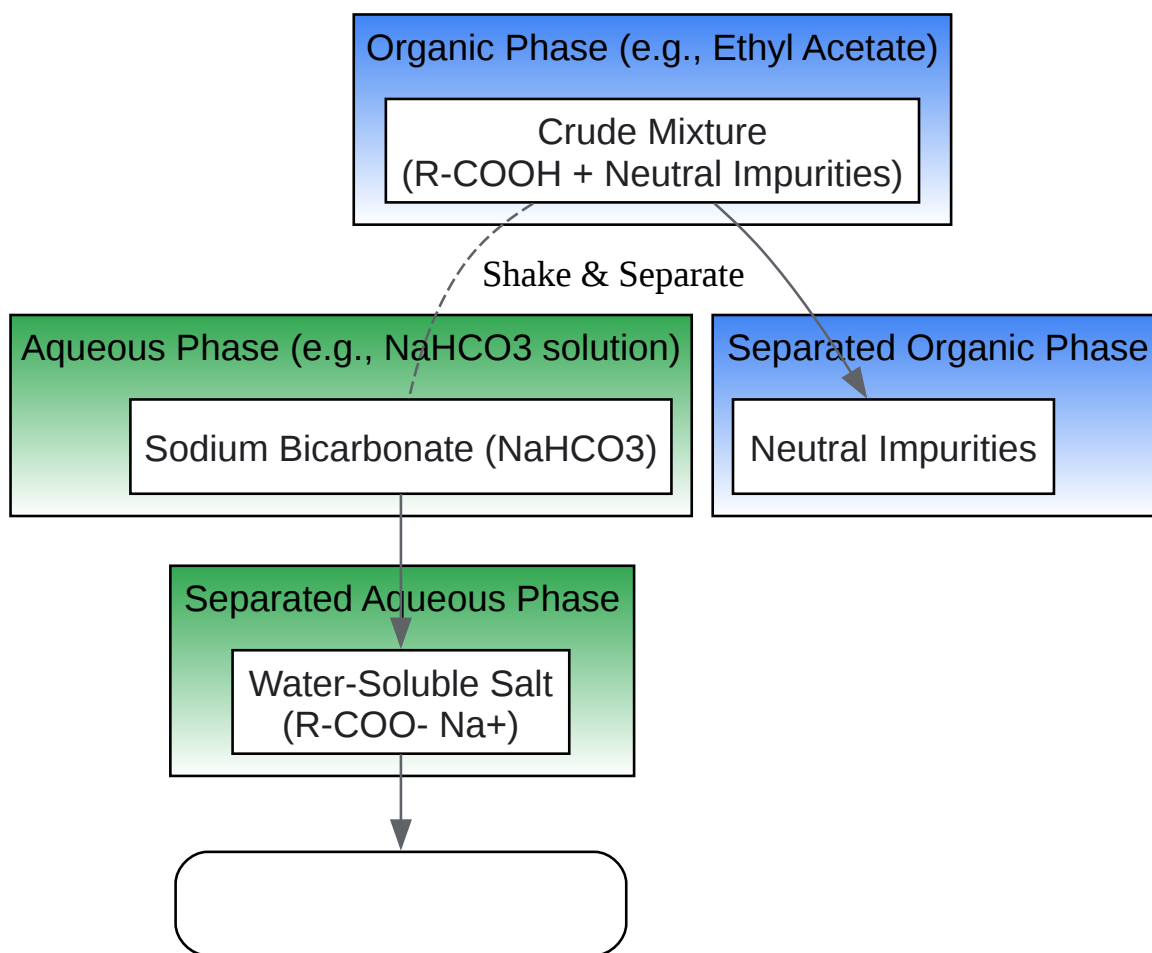 Organic Phase (e.g., Ethyl Acetate)
Crude Mixture
(R-COOH + Neutral Impurities)
Shake & Separate
Aqueous Phase (e.g., NaHCO3 solution)
Sodium Bicarbonate (NaHCO3)
Separated Organic Phase
Neutral Impurities
Separated Aqueous Phase
Water-Soluble Salt
(R-COO- Na+)